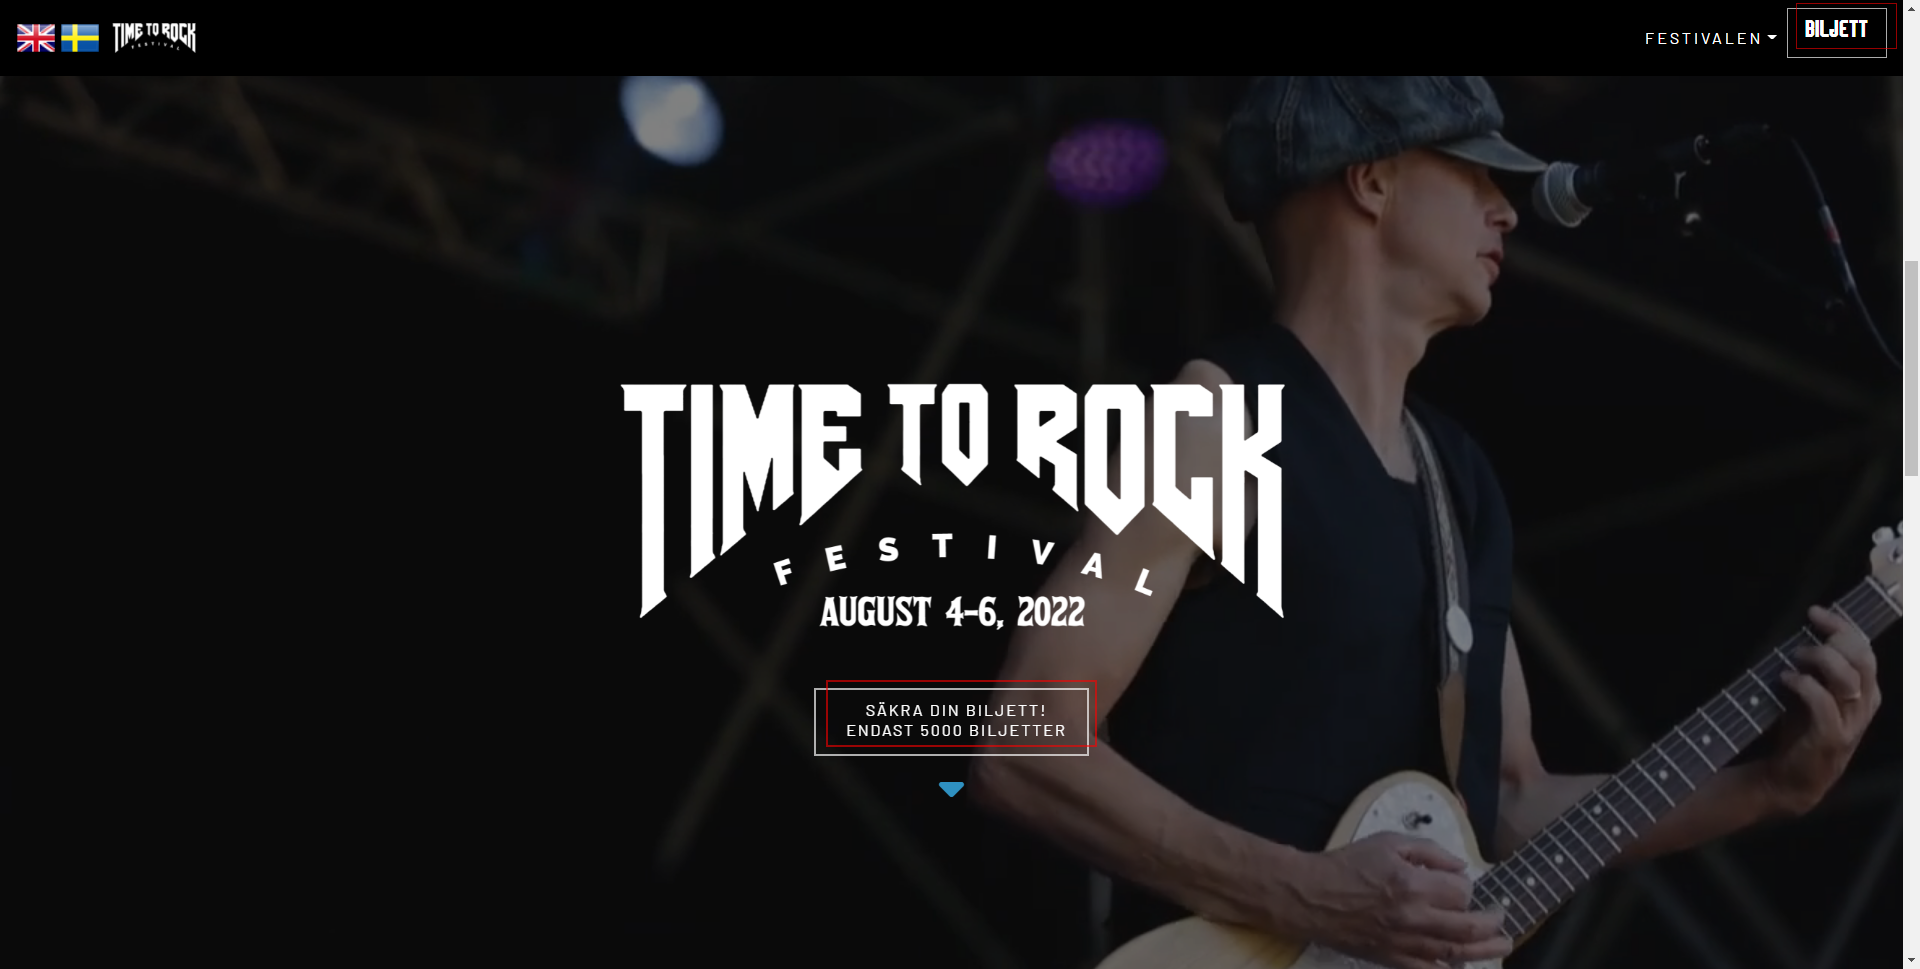 TIME TO ROCK
FESTIVAL
FESTIVALEN
BILJETT
TIME TO ROCK
FESTIVAL
AUGUST 4-6, 2022
SÄKRA DIN BILJETT!
ENDAST 5000 BILJETTER